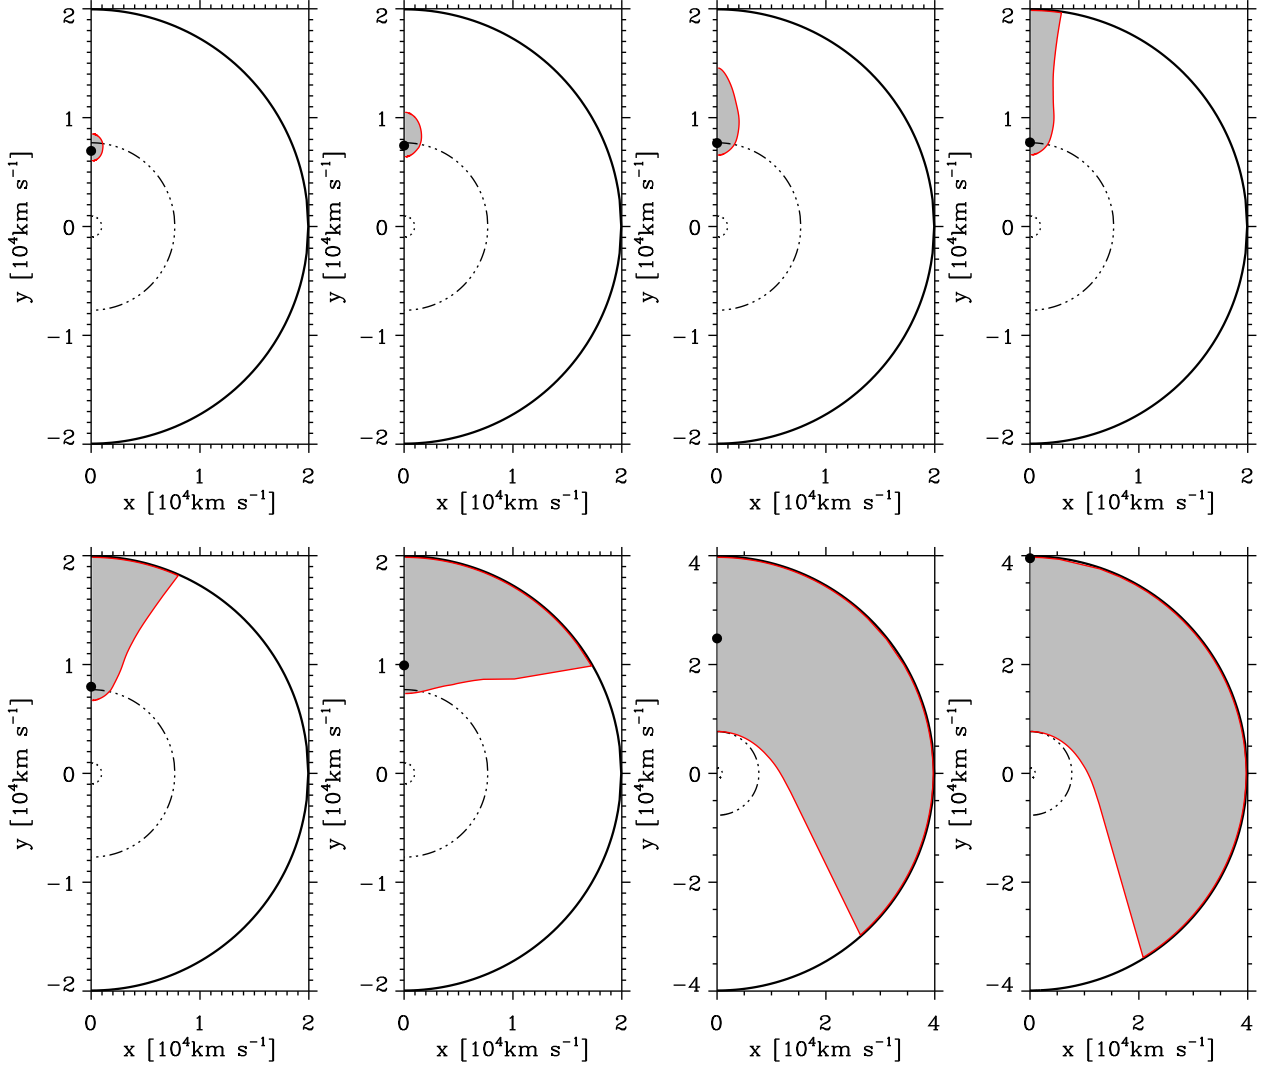 2 2 2 2
1 1 1 1
0 0 0 0
−1 −1 −1 −1
−2 −2 −2 −2
y [10⁴km s⁻¹] y [10⁴km s⁻¹] y [10⁴km s⁻¹] y [10⁴km s⁻¹]
0 1 2 0 1 2 0 1 2 0 1 2
x [10⁴km s⁻¹] x [10⁴km s⁻¹] x [10⁴km s⁻¹] x [10⁴km s⁻¹]
2 2 4 4
1 1 2 2
0 0 0 0
−1 −1 −2 −2
−2 −2 −4 −4
y [10⁴km s⁻¹] y [10⁴km s⁻¹] y [10⁴km s⁻¹] y [10⁴km s⁻¹]
0 1 2 0 1 2 0 2 4 0 2 4
x [10⁴km s⁻¹] x [10⁴km s⁻¹] x [10⁴km s⁻¹] x [10⁴km s⁻¹]